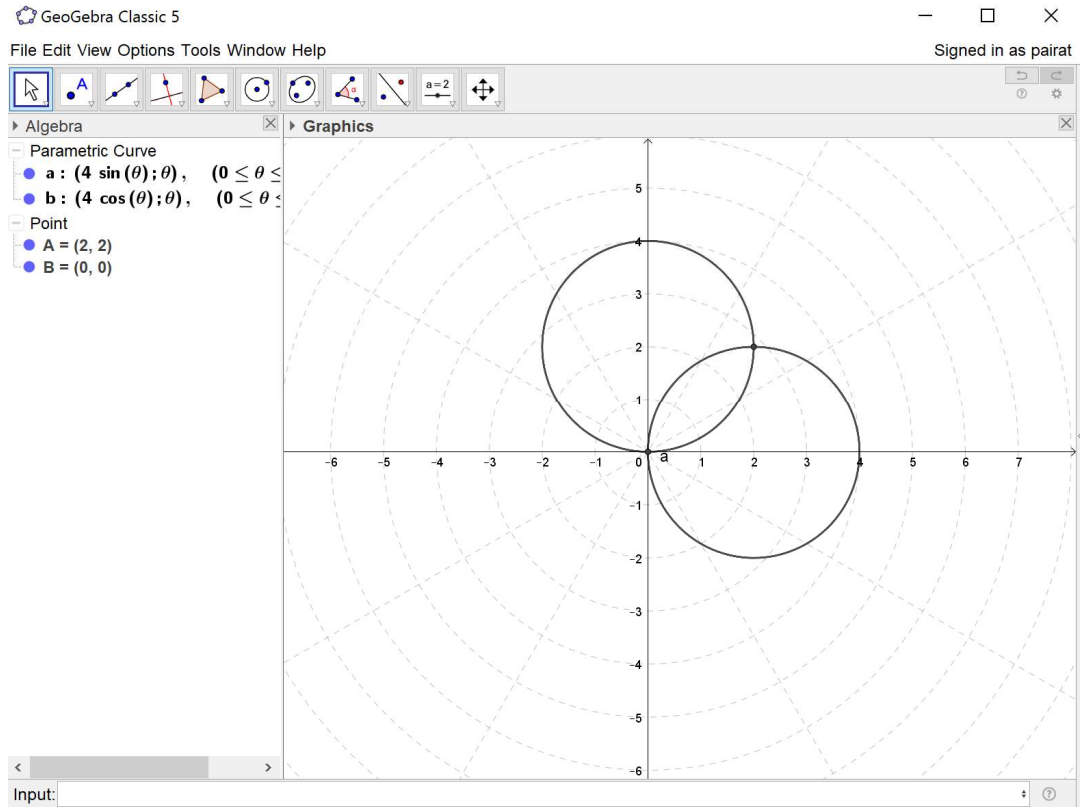 GeoGebra Classic 5
File Edit View Options Tools Window Help
Signed in as pairat
A
α
a=2
Algebra
Graphics
Parametric Curve
a : (4 sin(θ); θ), (0 ≤ θ ≤
b : (4 cos(θ); θ), (0 ≤ θ ≤
Point
A = (2, 2)
B = (0, 0)
5
4
3
2
1
a
-6 -5 -4 -3 -2 -1 0 1 2 3 4 5 6 7
-1
-2
-3
-4
-5
-6
Input: